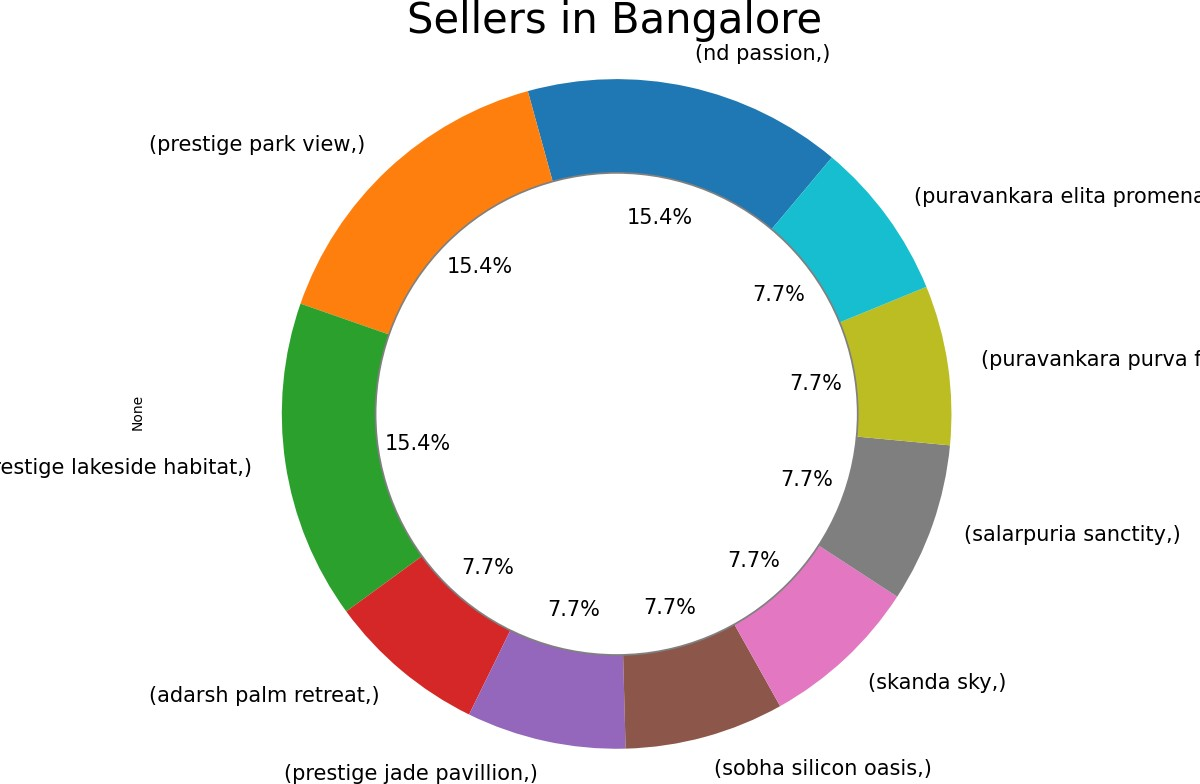 Sellers in Bangalore
(nd passion,)
(prestige park view,)
(puravankara elita promena
15.4%
15.4%
7.7%
(puravankara purva f
7.7%
None
15.4%
estige lakeside habitat,)
7.7%
(salarpuria sanctity,)
7.7%
7.7%
7.7%
7.7%
(skanda sky,)
(adarsh palm retreat,)
(sobha silicon oasis,)
(prestige jade pavillion,)